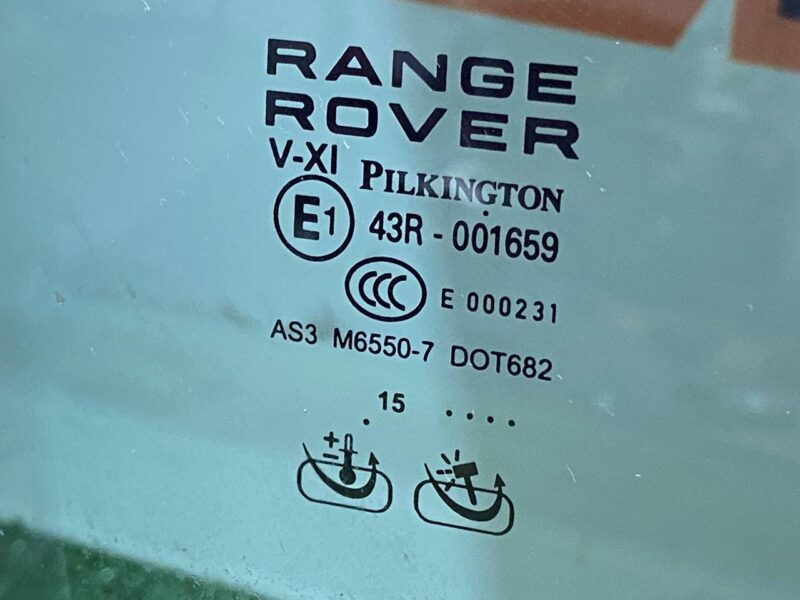 RANGE
ROVER
V-XI PILKINGTON
E1 43R - 001659
CCC E 000231
AS3 M6550-7 DOT682
. 15 ....